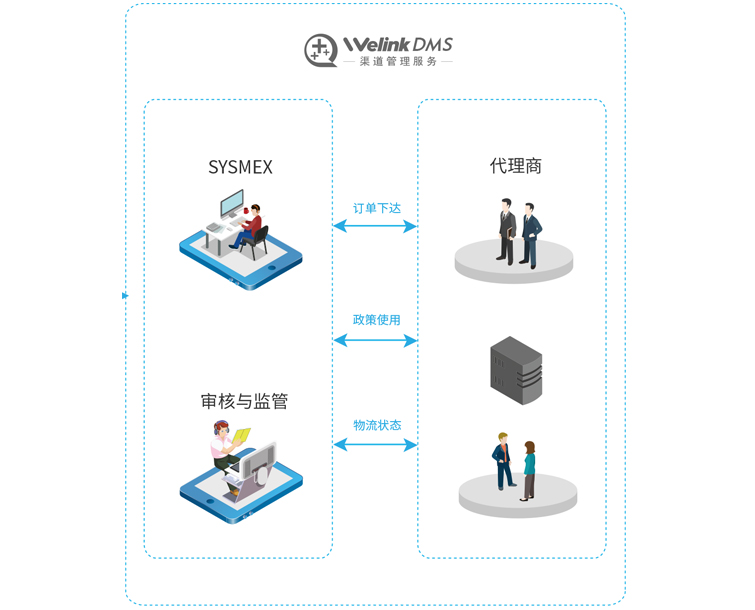 Welink DMS
渠道管理服务
SYSMEX
代理商
订单下达
政策使用
审核与监管
物流状态